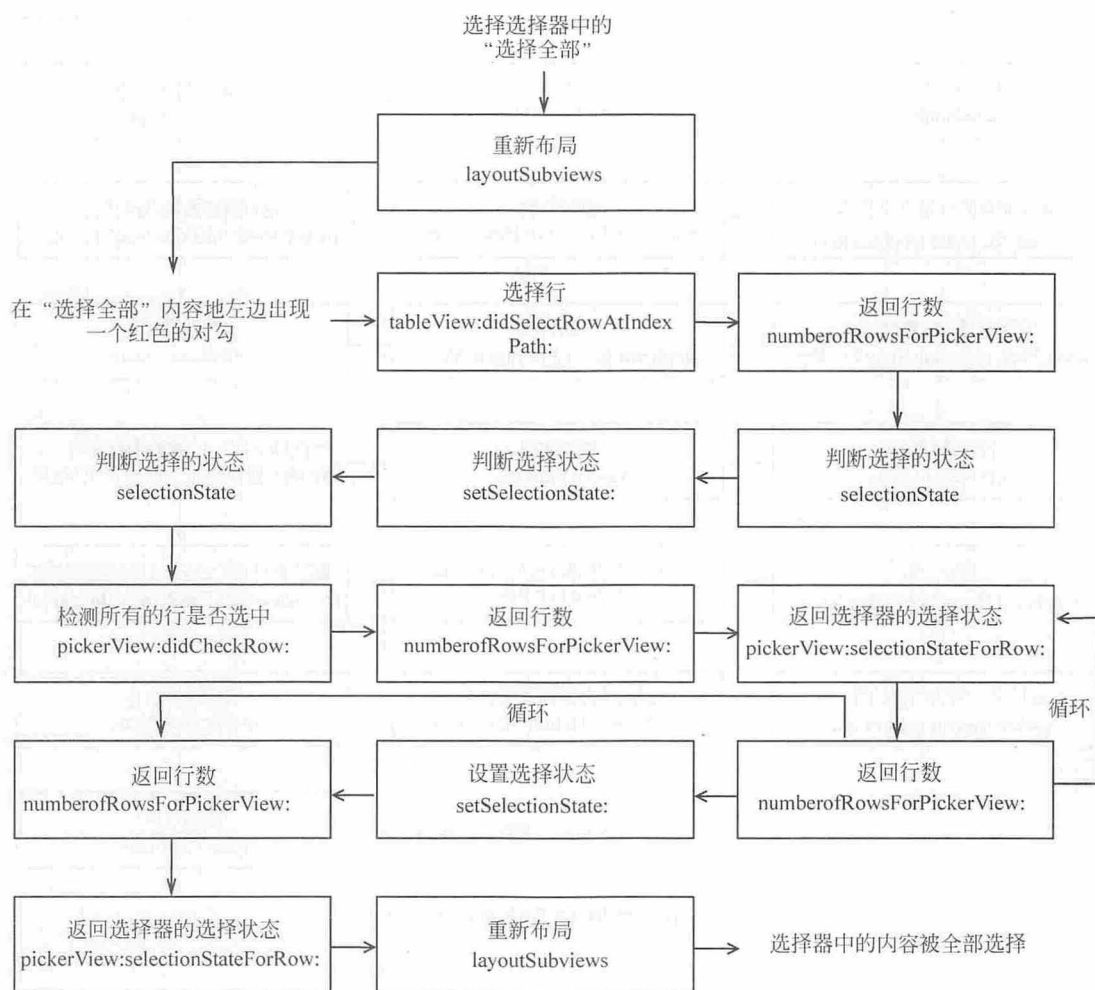 选择选择器中的
“选择全部”
重新布局
layoutSubviews
在“选择全部”内容地左边出现
一个红色的对勾
选择行
tableView:didSelectRowAtIndex
Path:
返回行数
numberofRowsForPickerView:
判断选择的状态
selectionState
判断选择状态
setSelectionState:
判断选择的状态
selectionState
检测所有的行是否选中
pickerView:didCheckRow:
返回行数
numberofRowsForPickerView:
返回选择器的选择状态
pickerView:selectionStateForRow:
循环
循环
返回行数
numberofRowsForPickerView:
设置选择状态
setSelectionState:
返回行数
numberofRowsForPickerView:
返回选择器的选择状态
pickerView:selectionStateForRow:
重新布局
layoutSubviews
选择器中的内容被全部选择